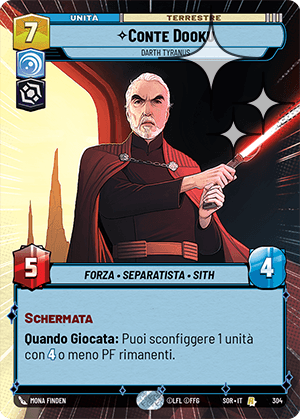 7
UNITÀ
TERRESTRE
CONTE DOOKU
DARTH TYRANUS
5
FORZA • SEPARATISTA • SITH
4
SCHERMATA
Quando Giocata: Puoi sconfiggere 1 unità
con 4 o meno PF rimanenti.
MONA FINDEN
©LFL ©FFG
SOR • IT
304